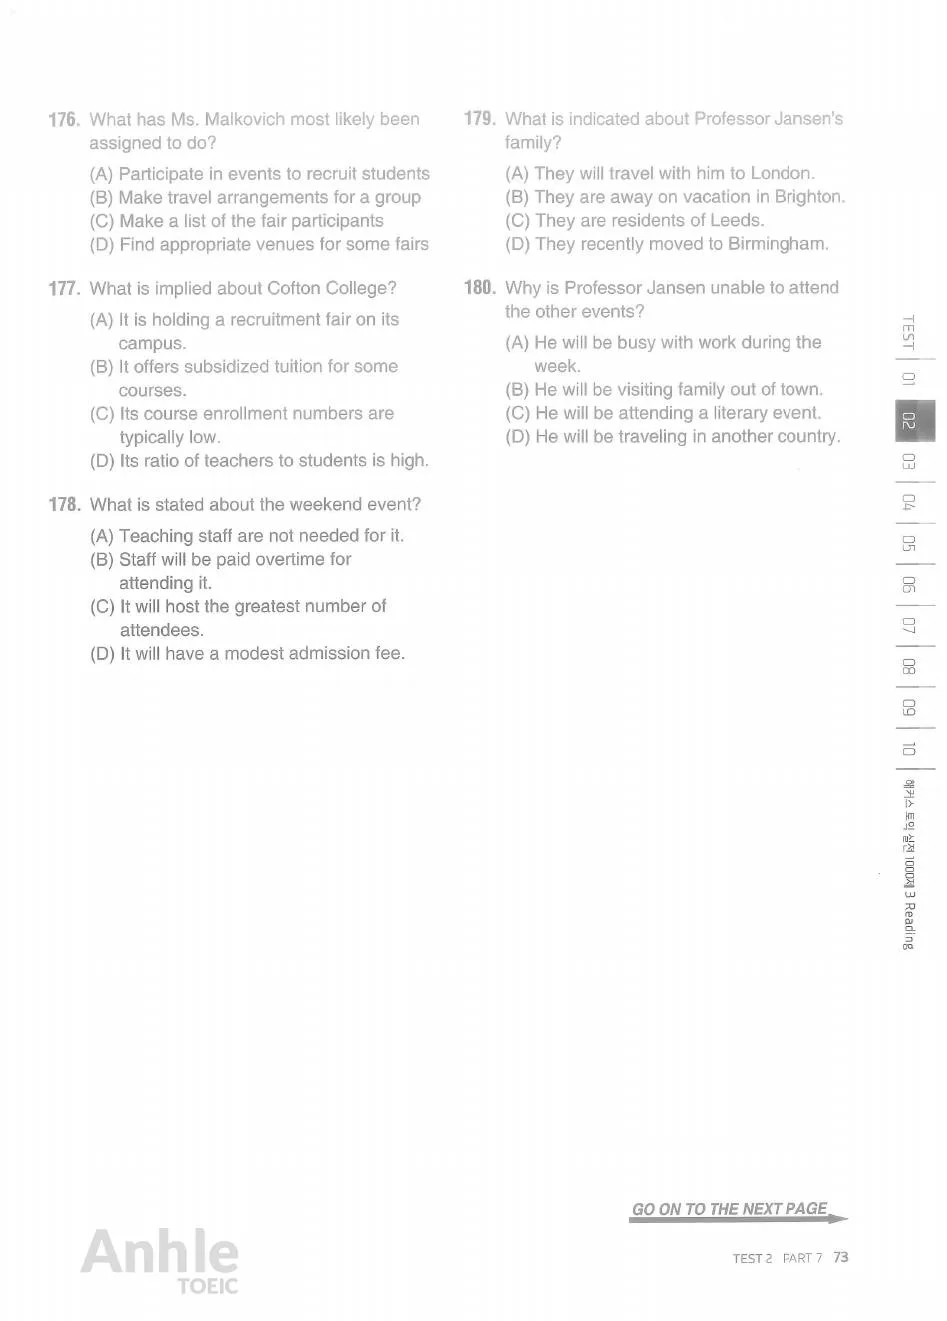 176. What has Ms. Malkovich most likely been
assigned to do?
(A) Participate in events to recruit students
(B) Make travel arrangements for a group
(C) Make a list of the fair participants
(D) Find appropriate venues for some fairs
177. What is implied about Cofton College?
(A) It is holding a recruitment fair on its
campus.
(B) It offers subsidized tuition for some
courses.
(C) Its course enrollment numbers are
typically low.
(D) Its ratio of teachers to students is high.
178. What is stated about the weekend event?
(A) Teaching staff are not needed for it.
(B) Staff will be paid overtime for
attending it.
(C) It will host the greatest number of
attendees.
(D) It will have a modest admission fee.
179. What is indicated about Professor Jansen's
family?
(A) They will travel with him to London.
(B) They are away on vacation in Brighton.
(C) They are residents of Leeds.
(D) They recently moved to Birmingham.
180. Why is Professor Jansen unable to attend
the other events?
(A) He will be busy with work during the
week.
(B) He will be visiting family out of town.
(C) He will be attending a literary event.
(D) He will be traveling in another country.
TEST 01 02 03 04 05 06 07 08 09 10 해커스 토익 실전 1000제 3 Reading
GO ON TO THE NEXT PAGE
Anhle
TOEIC
TEST 2 PART 7 73